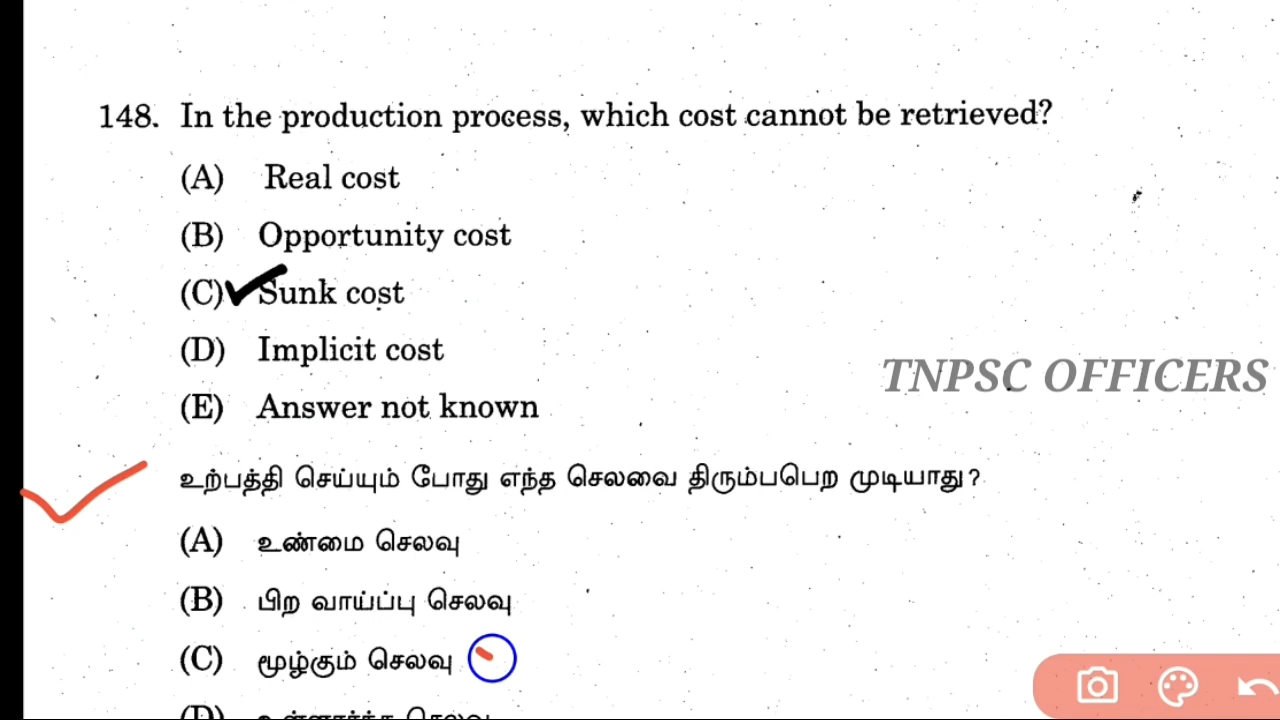 148. In the production process, which cost cannot be retrieved?
(A) Real cost
(B) Opportunity cost
(C) Sunk cost
(D) Implicit cost
(E) Answer not known
TNPSC OFFICERS
உற்பத்தி செய்யும் போது எந்த செலவை திரும்பபெற முடியாது?
(A) உண்மை செலவு
(B) பிற வாய்ப்பு செலவு
(C) மூழ்கும் செலவு
(D)